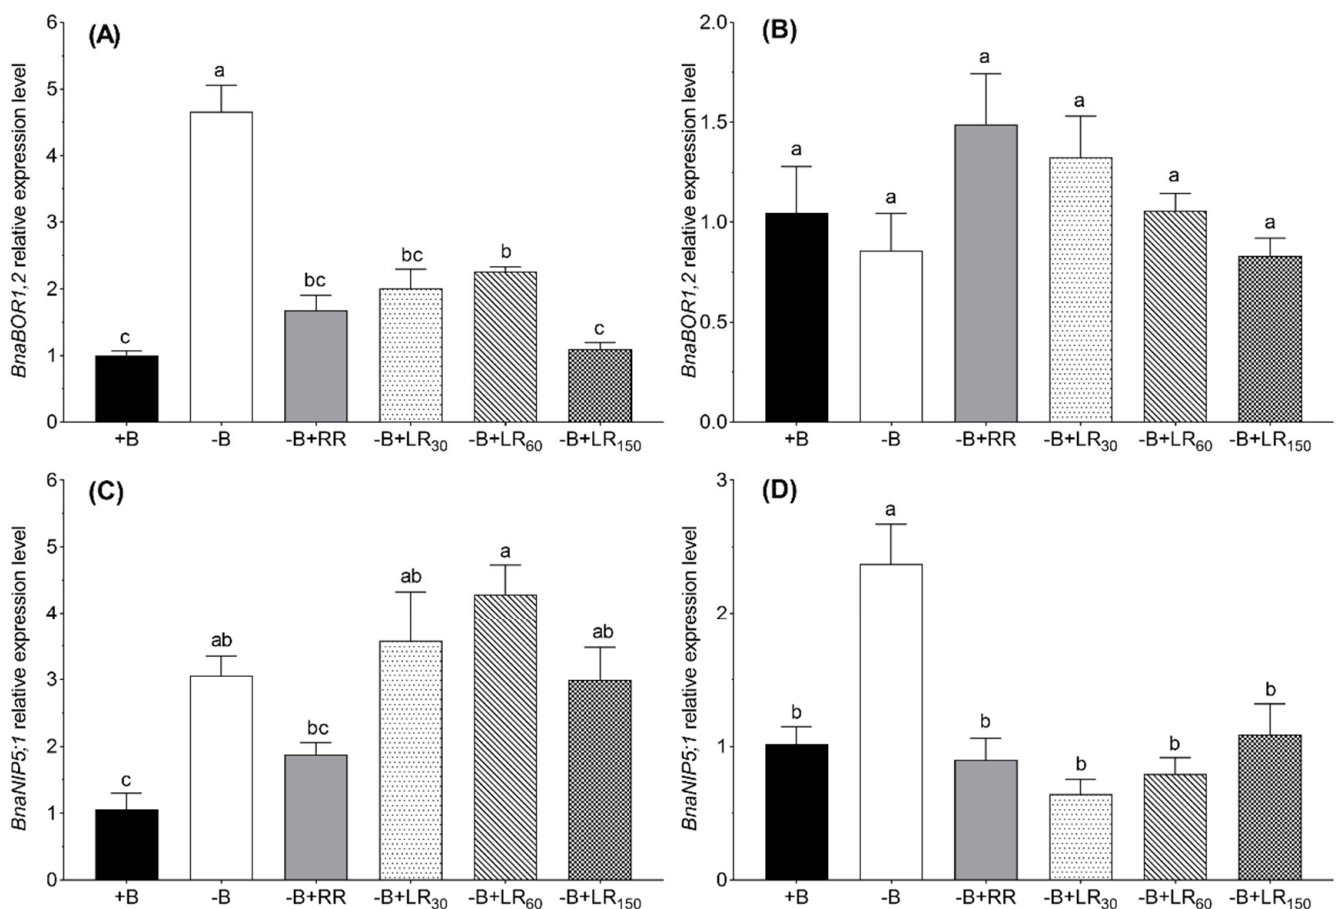 (A)
BnaBOR1,2 relative expression level
6
5
4
3
2
1
0
c
a
bc
bc
b
c
+B
-B
-B+RR
-B+LR30
-B+LR60
-B+LR150
(B)
BnaBOR1,2 relative expression level
2.0
1.5
1.0
0.5
0.0
a
a
a
a
a
a
+B
-B
-B+RR
-B+LR30
-B+LR60
-B+LR150
(C)
BnaNIP5;1 relative expression level
6
5
4
3
2
1
0
c
ab
bc
ab
a
ab
+B
-B
-B+RR
-B+LR30
-B+LR60
-B+LR150
(D)
BnaNIP5;1 relative expression level
3
2
1
0
b
a
b
b
b
b
+B
-B
-B+RR
-B+LR30
-B+LR60
-B+LR150